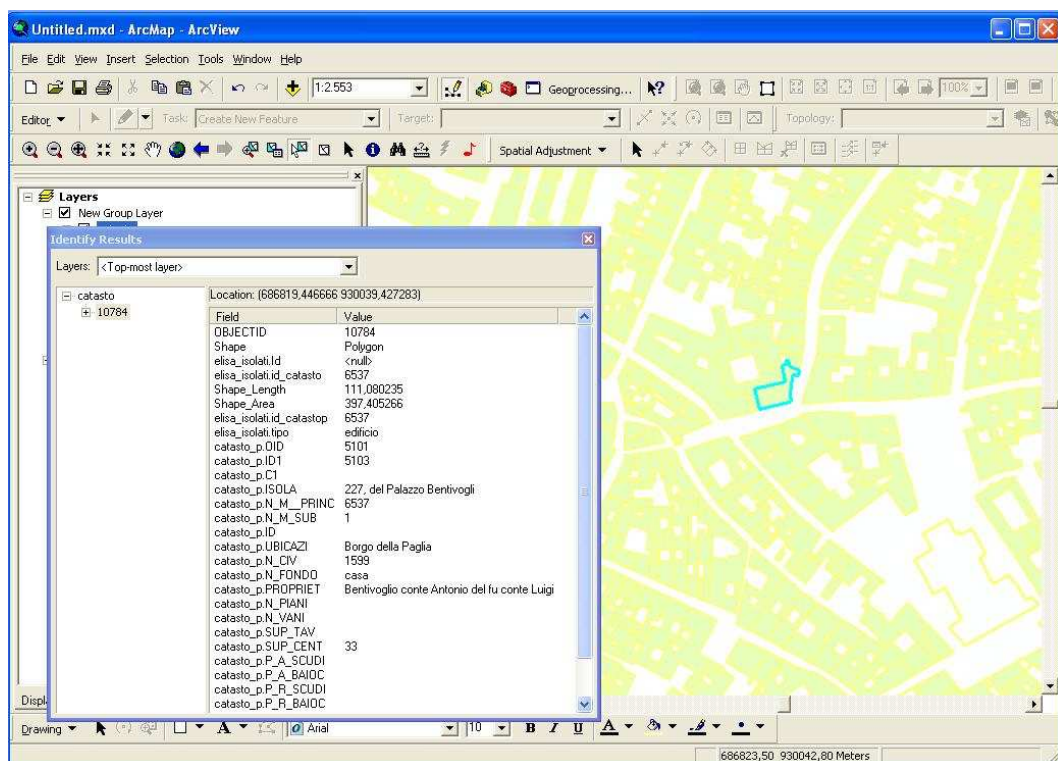 Untitled.mxd - ArcMap - ArcView
File Edit View Insert Selection Tools Window Help
1:2.553 Geoprocessing... 100%
Editor Task: Create New Feature Target: Topology:
Spatial Adjustment
Layers
New Group Layer
Identify Results
Layers: <Top-most layer>
catasto
10784
Location: (686819,446666 930039,427283)
Field Value
OBJECTID 10784
Shape Polygon
elisa_isolati.Id <null>
elisa_isolati.id_catasto 6537
Shape_Length 111,080235
Shape_Area 397,405266
elisa_isolati.id_catastop 6537
elisa_isolati.tipo edificio
catasto_p.OID 5101
catasto_p.ID1 5103
catasto_p.C1
catasto_p.ISOLA 227, del Palazzo Bentivogli
catasto_p.N_M__PRINC 6537
catasto_p.N_M_SUB 1
catasto_p.ID
catasto_p.UBICAZI Borgo della Paglia
catasto_p.N_CIV 1599
catasto_p.N_FONDO casa
catasto_p.PROPRIET Bentivoglio conte Antonio del fu conte Luigi
catasto_p.N_PIANI
catasto_p.N_VANI
catasto_p.SUP_TAV
catasto_p.SUP_CENT 33
catasto_p.P_A_SCUDI
catasto_p.P_A_BAIOC
catasto_p.P_R_SCUDI
catasto_p.P_R_BAIOC
Displ
Drawing A Arial 10 B I U A
686823,50 930042,80 Meters